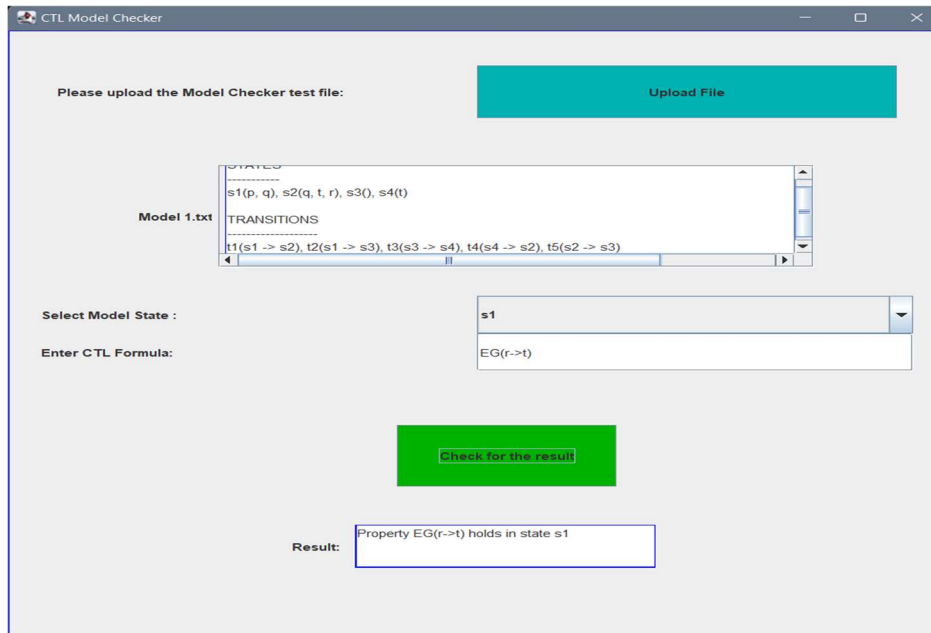 CTL Model Checker
Please upload the Model Checker test file:
Upload File
STATES
-----------
s1(p, q), s2(q, t, r), s3(), s4(t)
Model 1.txt
TRANSITIONS
-------------------
t1(s1 -> s2), t2(s1 -> s3), t3(s3 -> s4), t4(s4 -> s2), t5(s2 -> s3)
Select Model State :
s1
Enter CTL Formula:
EG(r->t)
Check for the result
Result:
Property EG(r->t) holds in state s1